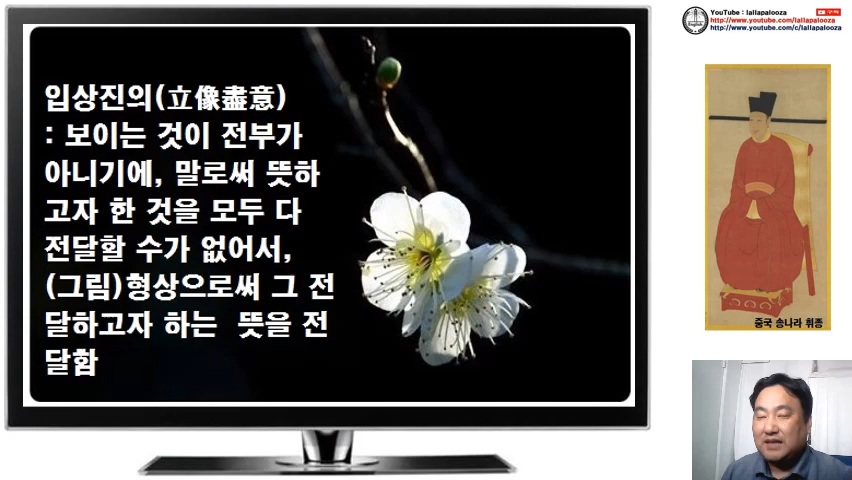 YouTube : lallapalooza
구독
http://www.youtube.com/lallapalooza
http://www.youtube.com/c/lallapalooza
입상진의(立像盡意)
: 보이는 것이 전부가
아니기에, 말로써 뜻하
고자 한 것을 모두 다
전달할 수가 없어서,
(그림)형상으로써 그 전
달하고자 하는 뜻을 전
달함
중국 송나라 휘종